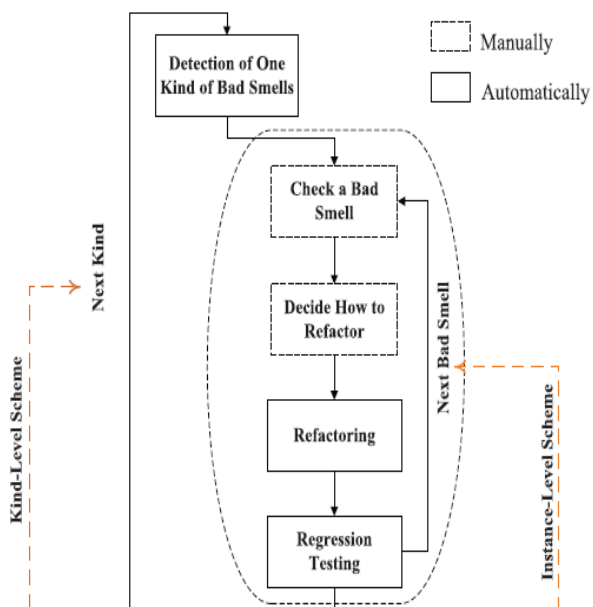 Detection of One
Kind of Bad Smells
Manually
Automatically
Check a Bad
Smell
Next Kind
Decide How to
Refactor
Next Bad Smell
Kind-Level Scheme
Refactoring
Instance-Level Scheme
Regression
Testing